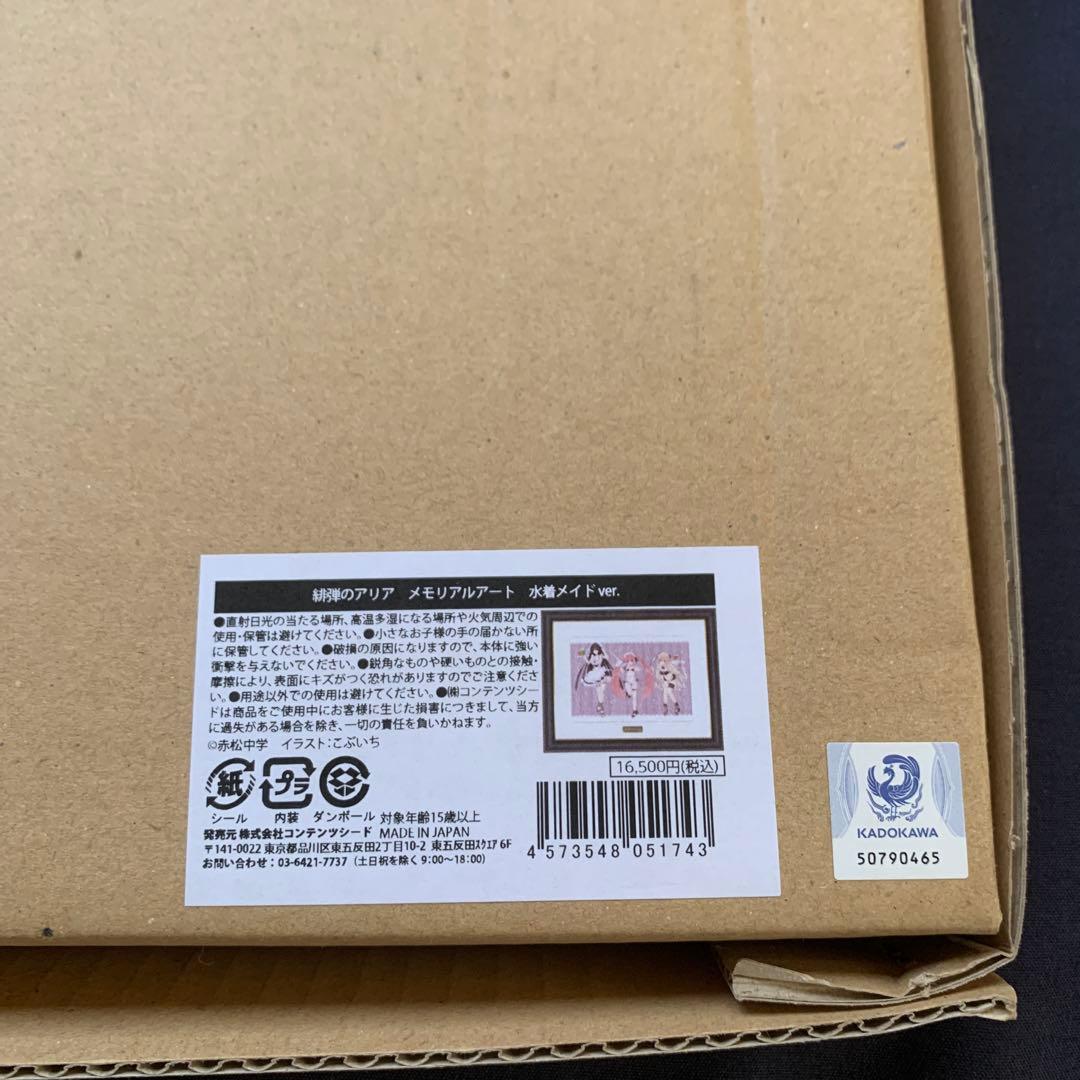 緋弾のアリア メモリアルアート 水着メイドver.
●直射日光の当たる場所、高温多湿になる場所や火気周辺での
使用・保管は避けてください。●小さなお子様の手の届かない所
に保管してください。●破損の原因になりますので、本体に強い
衝撃を与えないでください。●鋭角なものや硬いものとの接触・
摩擦により、表面にキズがつく恐れがありますのでご注意くださ
い。●用途以外での使用は避けてください。●㈱コンテンツシー
ドは商品をご使用中にお客様に生じた損害につきまして、当方
に過失がある場合を除き、一切の責任を負いかねます。
©赤松中学 イラスト:こぶいち
16,500円(税込)
紙 プラ
シール 内装 ダンボール 対象年齢15歳以上
発売元 株式会社コンテンツシード MADE IN JAPAN
〒141-0022 東京都品川区東五反田2丁目10-2 東五反田ｽｸｴｱ 6F
お問い合わせ：03-6421-7737（土日祝を除く 9:00～18:00）
4 573548 051743
KADOKAWA
50790465